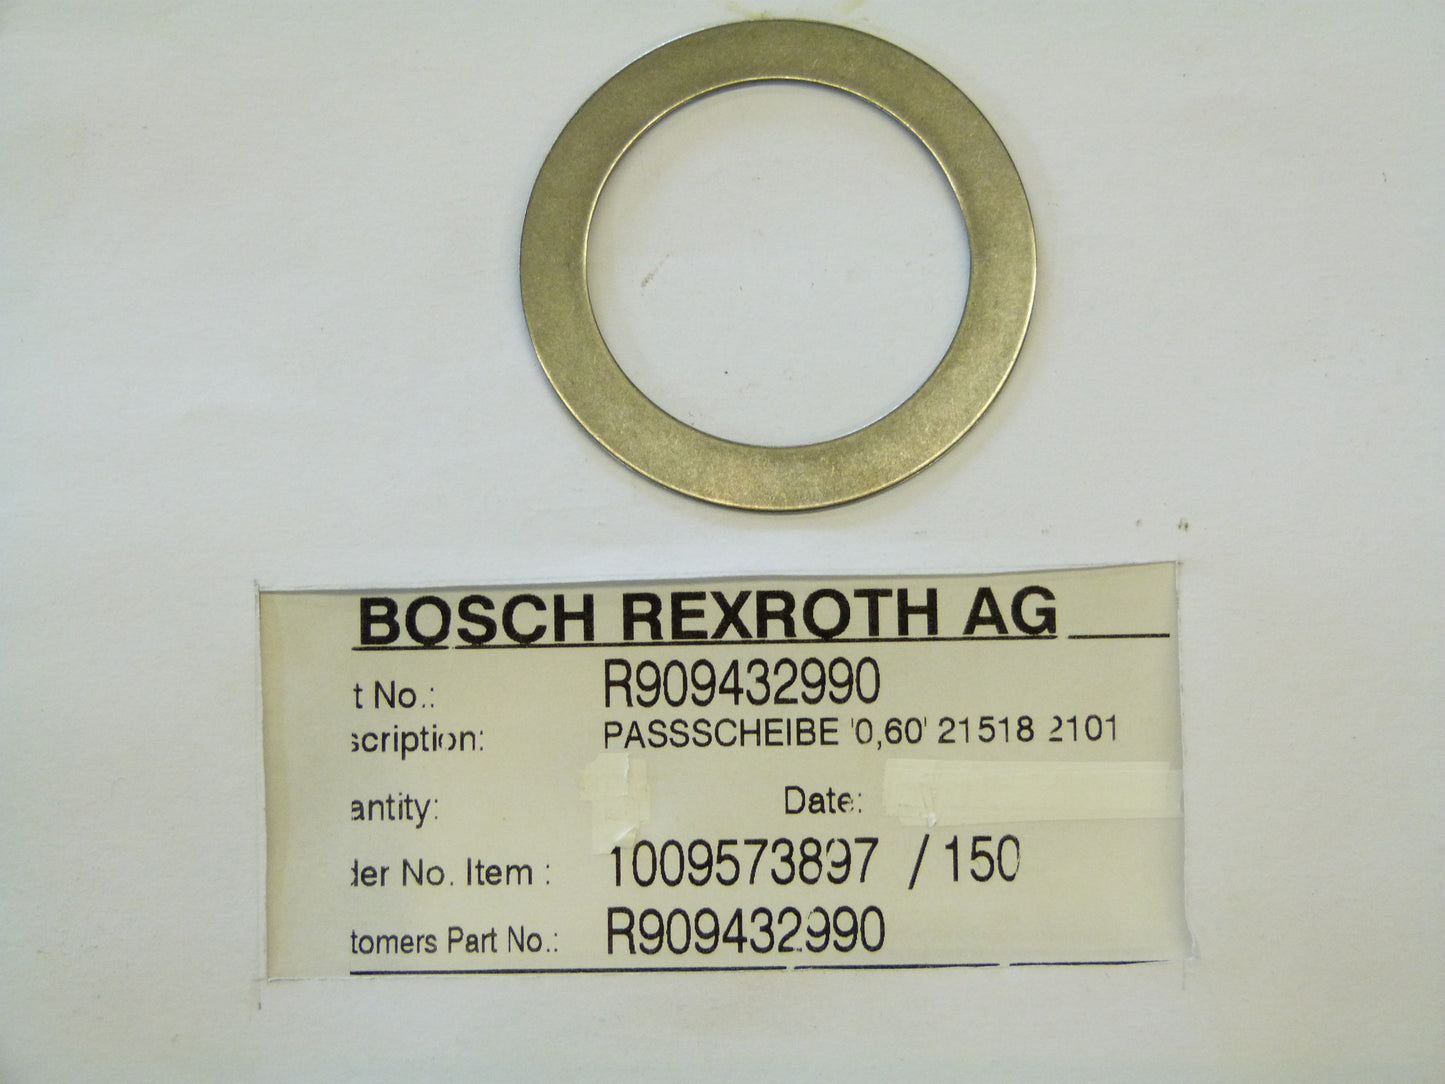 BOSCH REXROTH AG
t No.: R909432990
scription: PASSSCHEIBE '0,60' 21518 2101
antity: Date:
der No. Item : 1009573897 / 150
tomers Part No.: R909432990